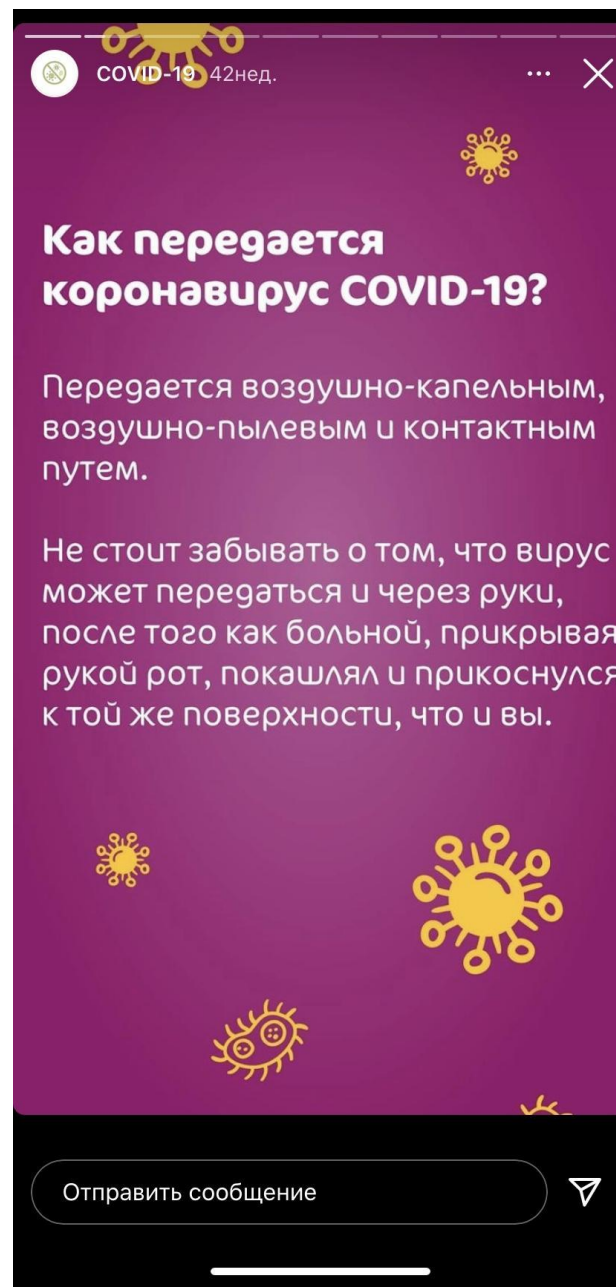 COVID-19 42нед.
Как передается
коронавирус COVID-19?
Передается воздушно-капельным,
воздушно-пылевым и контактным
путем.
Не стоит забывать о том, что вирус
может передаться и через руки,
после того как больной, прикрывая
рукой рот, покашлял и прикоснулся
к той же поверхности, что и вы.
Отправить сообщение